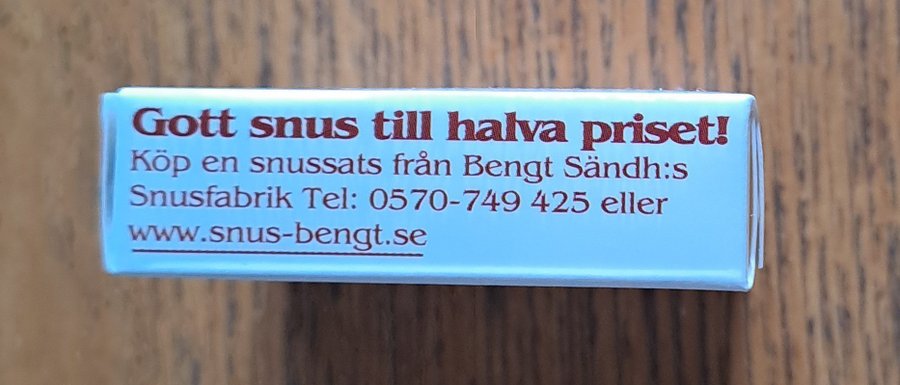 Gott snus till halva priset!
Köp en snussats från Bengt Sändh:s
Snusfabrik Tel: 0570-749 425 eller
www.snus-bengt.se